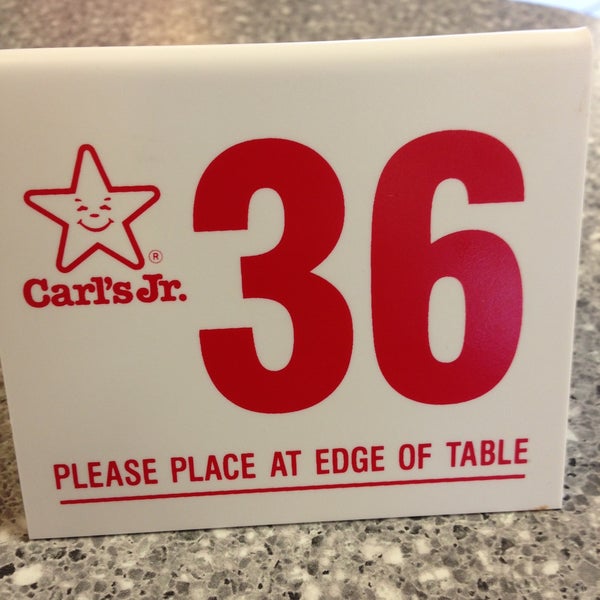 36
®
Carl's Jr.
PLEASE PLACE AT EDGE OF TABLE